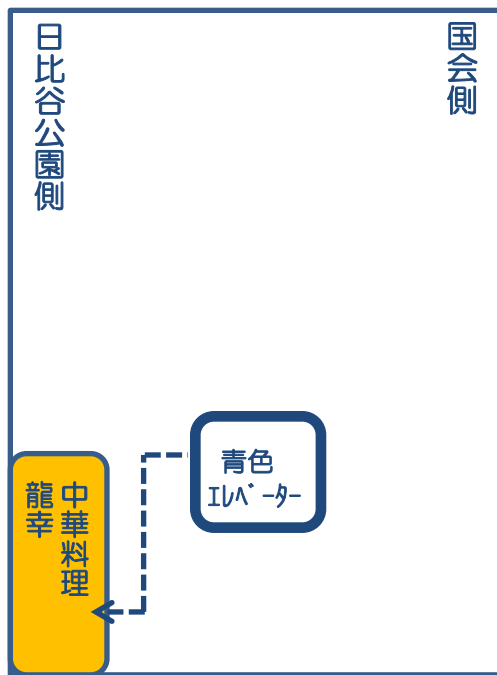 日比谷公園側
国会側
青色
ｴﾚﾍﾞｰﾀｰ
中華料理
龍幸